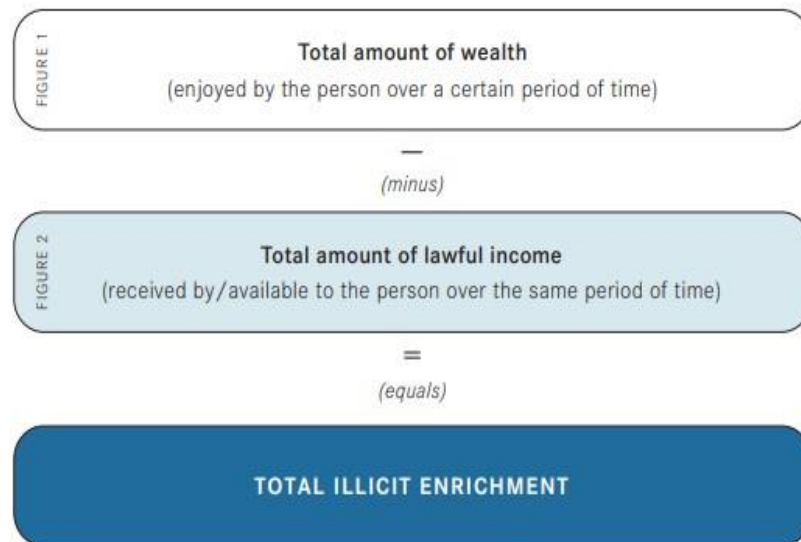 FIGURE 1
Total amount of wealth
(enjoyed by the person over a certain period of time)
—
(minus)
FIGURE 2
Total amount of lawful income
(received by/available to the person over the same period of time)
=
(equals)
TOTAL ILLICIT ENRICHMENT